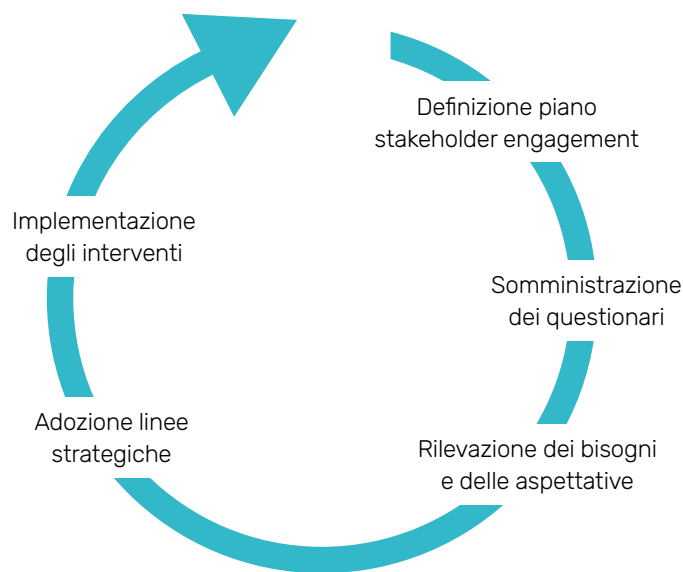 Definizione piano
stakeholder engagement
Somministrazione
dei questionari
Rilevazione dei bisogni
e delle aspettative
Adozione linee
strategiche
Implementazione
degli interventi